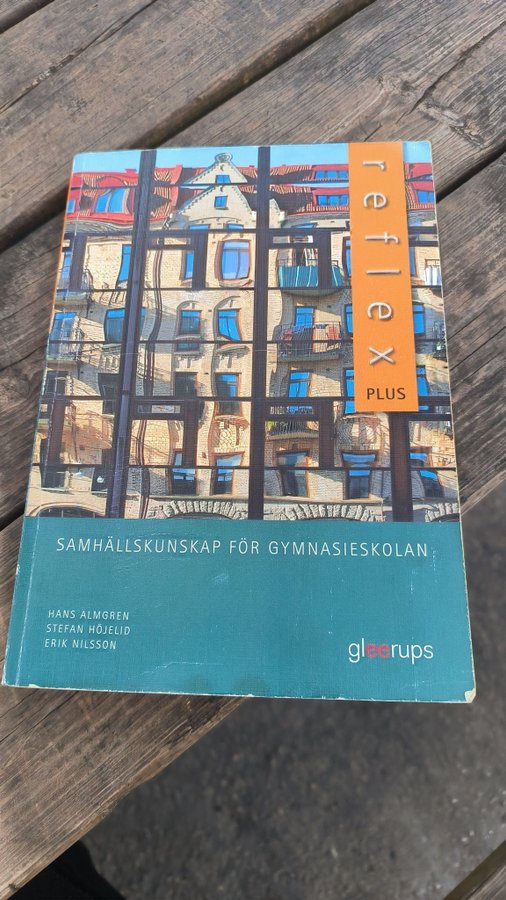 reflex
PLUS
SAMHÄLLSKUNSKAP FÖR GYMNASIESKOLAN
HANS ALMGREN
STEFAN HÖJELID
ERIK NILSSON
gleerups